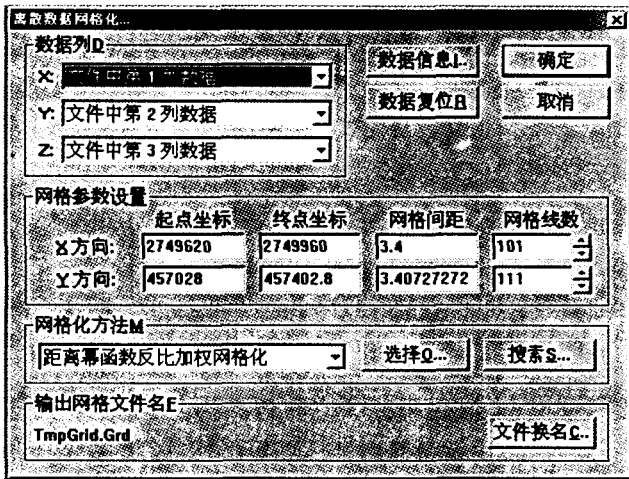 离散数据网格化...
数据列D
X:
Y: 文件中第 2 列数据
Z: 文件中第 3 列数据
数据信息I..
确定
数据复位R
取消
网格参数设置
起点坐标 终点坐标 网格间距 网格线数
X方向: 2749620 2749960 3.4 101
Y方向: 457028 457402.8 3.40727272 111
网格化方法M
距离幂函数反比加权网格化 选择O... 搜索S...
输出网格文件名F
TmpGrid.Grd 文件换名C..